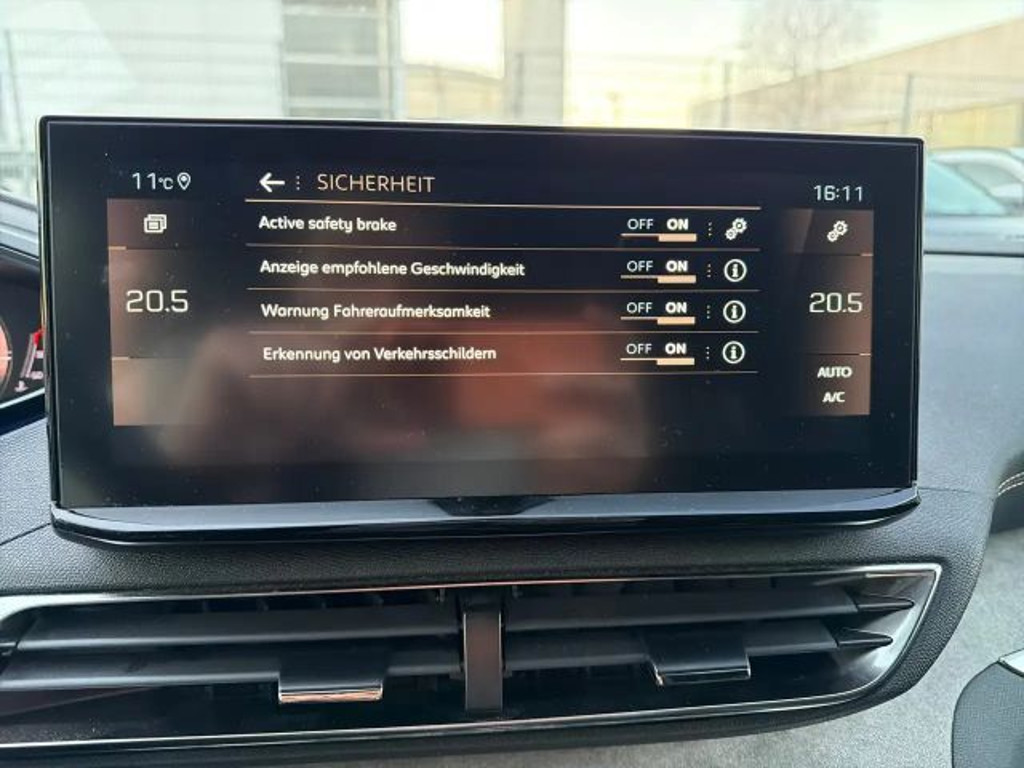 11°C
SICHERHEIT
16:11
Active safety brake OFF ON
Anzeige empfohlene Geschwindigkeit OFF ON
Warnung Fahreraufmerksamkeit OFF ON
Erkennung von Verkehrsschildern OFF ON
20.5
20.5
AUTO
A/C